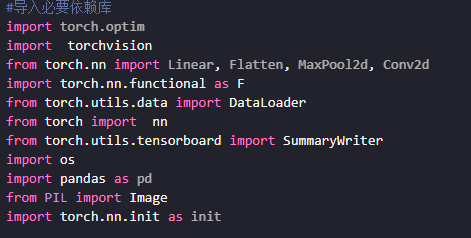 #导入必要依赖库
import torch.optim
import  torchvision
from torch.nn import Linear, Flatten, MaxPool2d, Conv2d
import torch.nn.functional as F
from torch.utils.data import DataLoader
from torch import  nn
from torch.utils.tensorboard import SummaryWriter
import os
import pandas as pd
from PIL import Image
import torch.nn.init as init